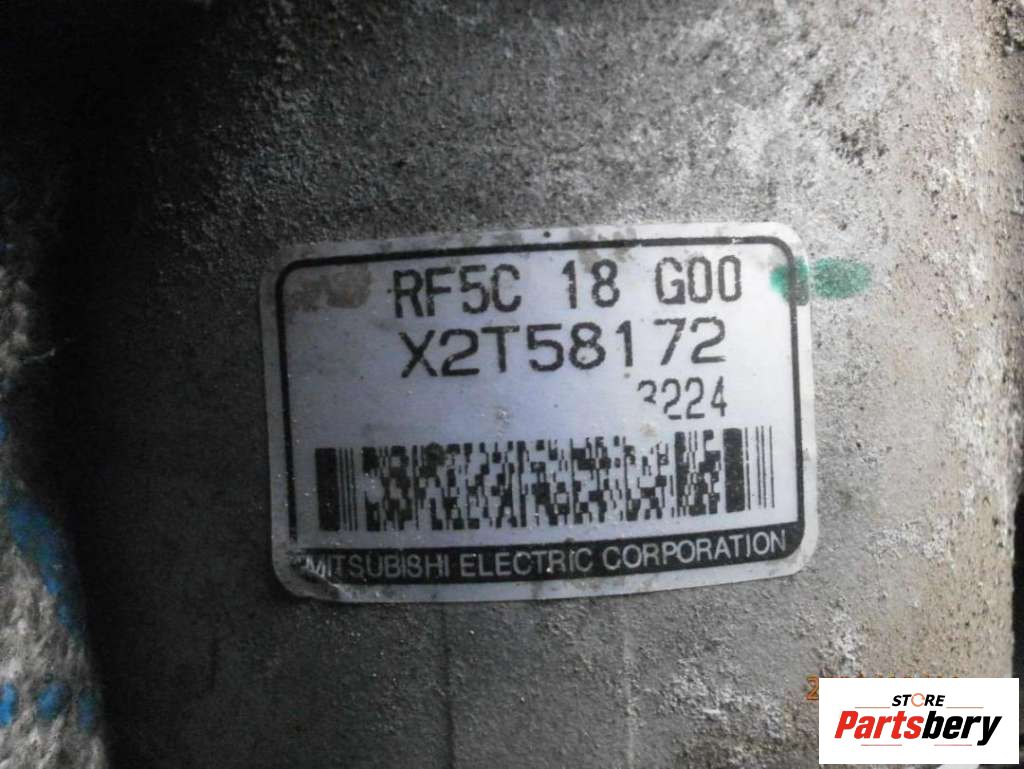 RF5C 18 G00
X2T58172
3224
MITSUBISHI ELECTRIC CORPORATION
STORE
Partsbery